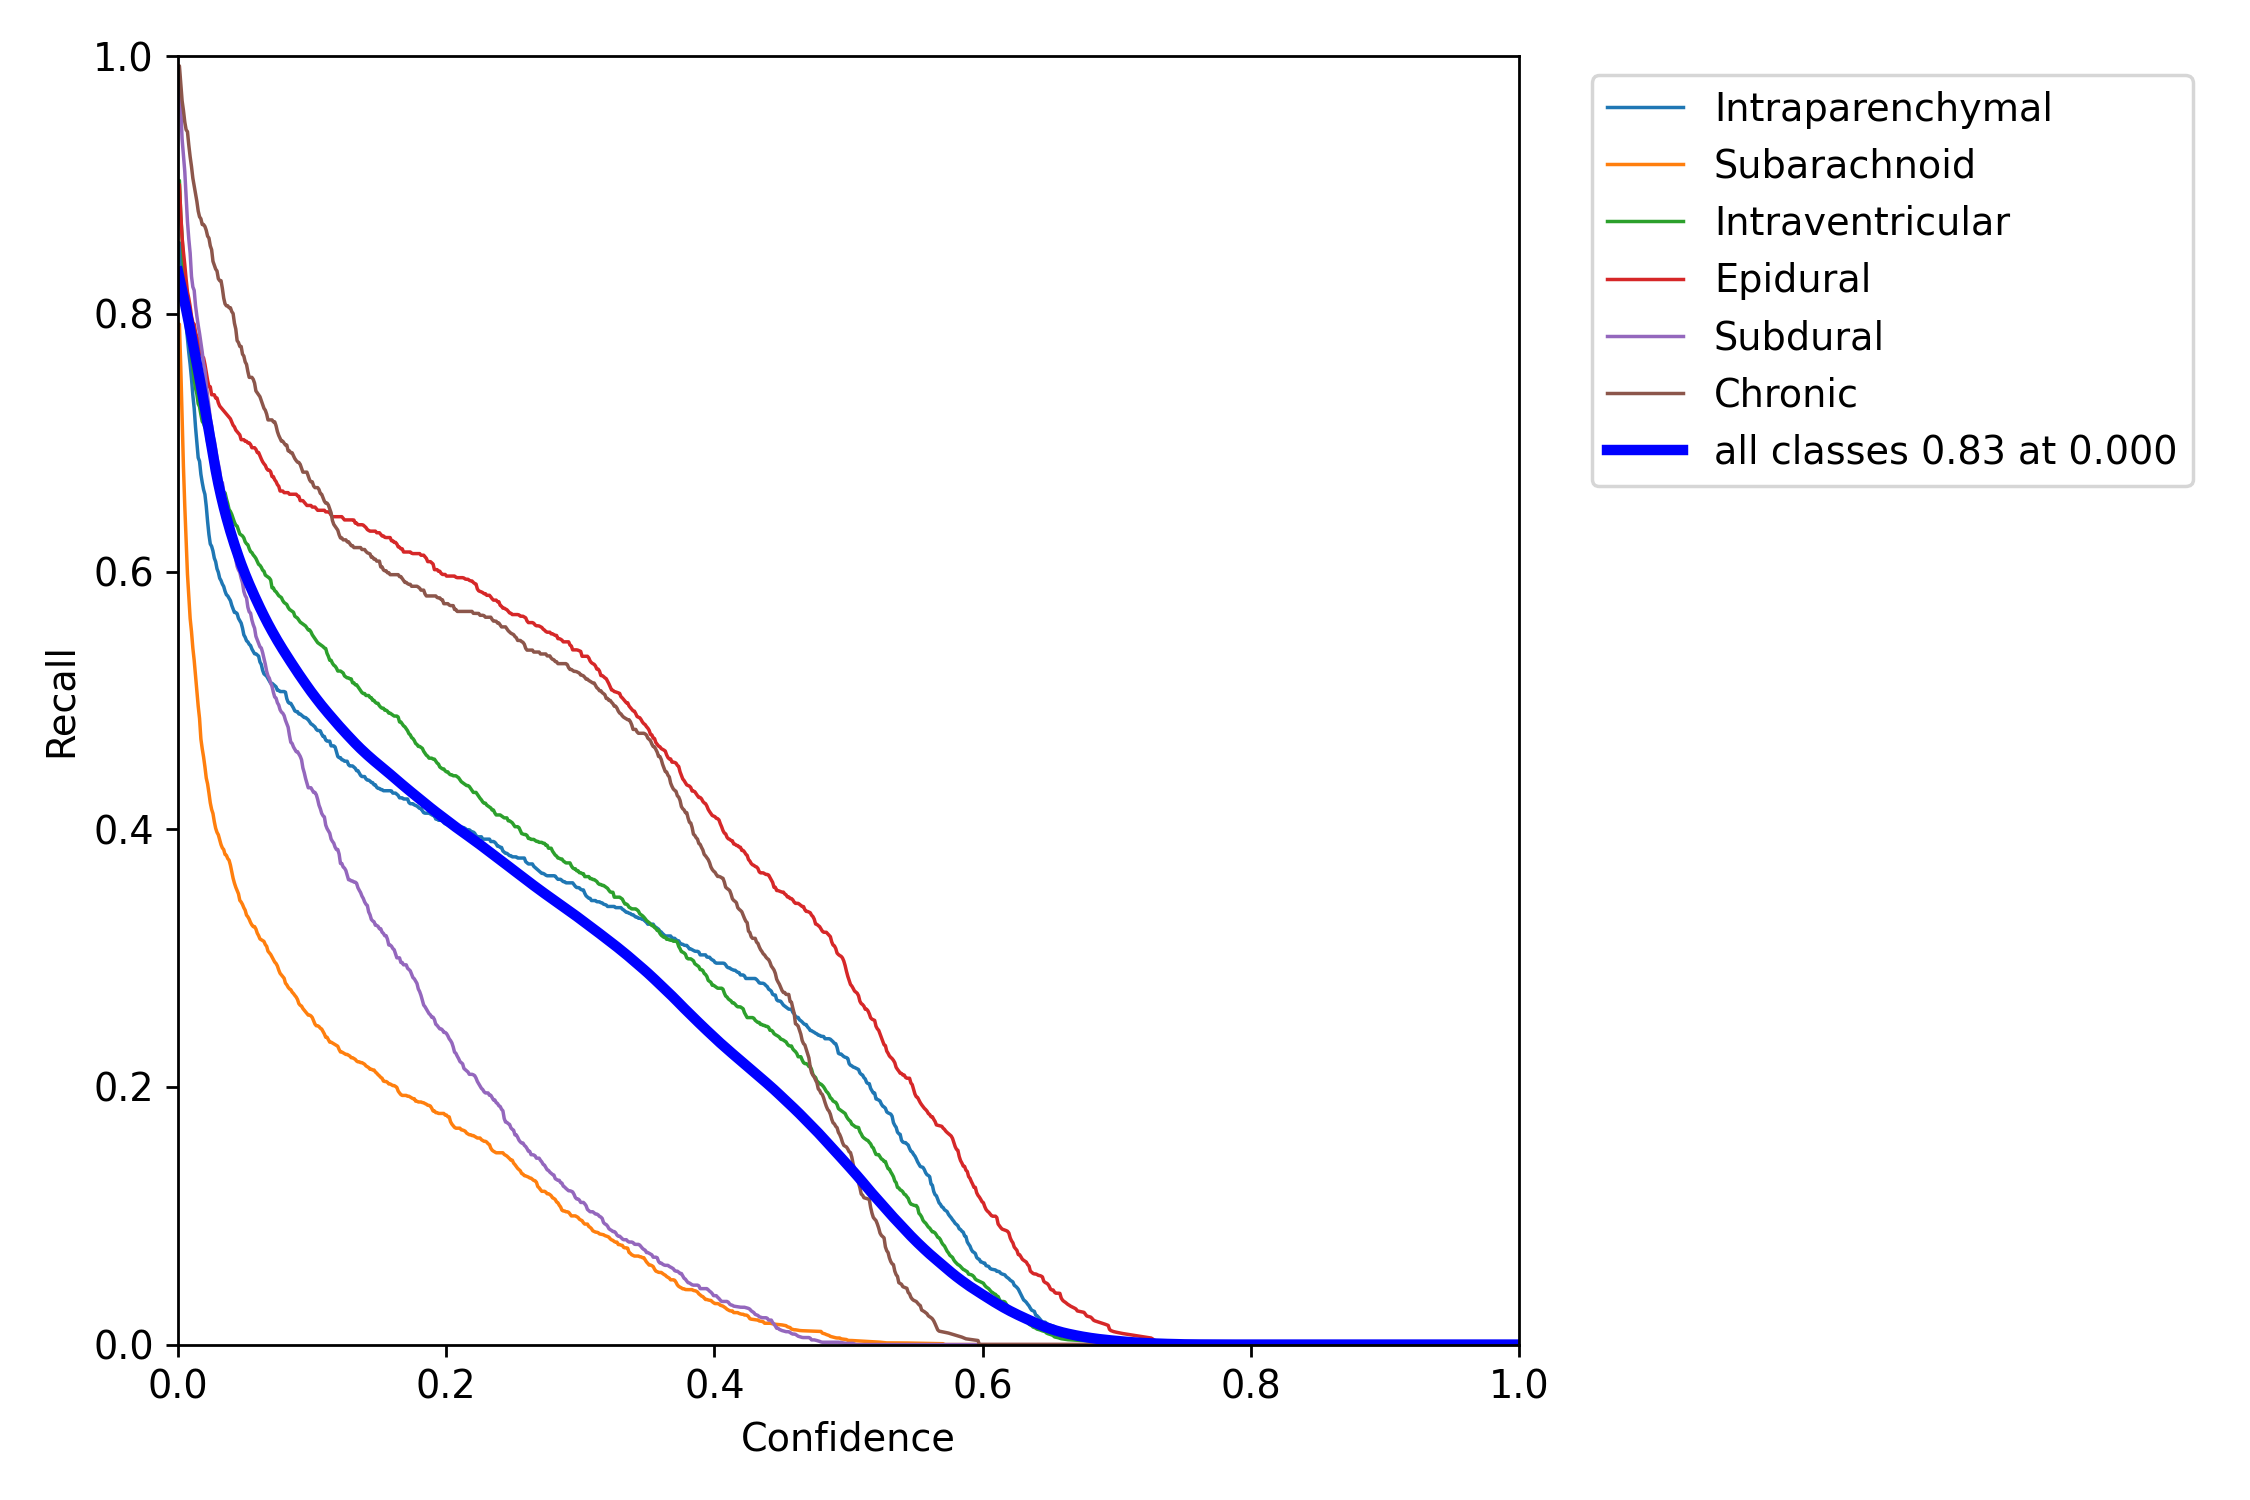 1.0
0.8
0.6
0.4
0.2
0.0
Recall
0.0 0.2 0.4 0.6 0.8 1.0
Confidence
Intraparenchymal
Subarachnoid
Intraventricular
Epidural
Subdural
Chronic
all classes 0.83 at 0.000